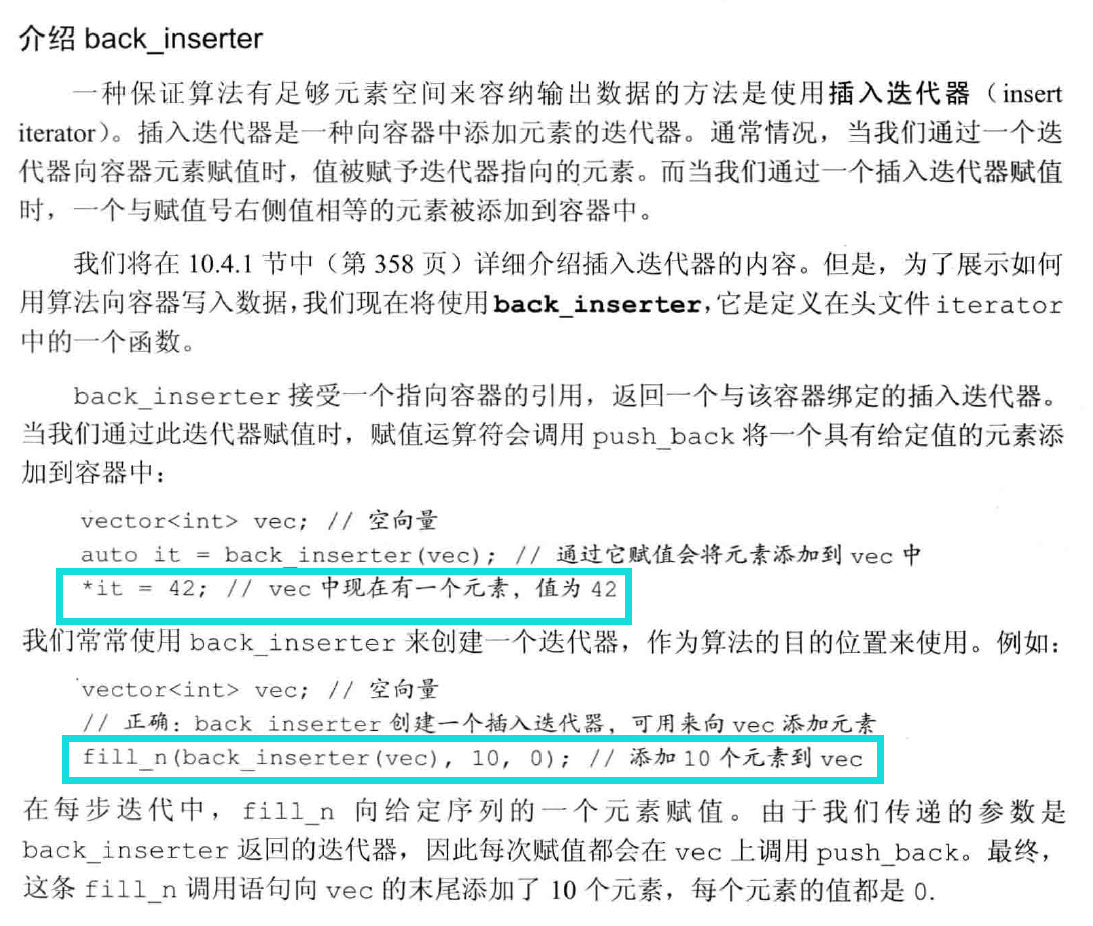 介绍 back_inserter
一种保证算法有足够元素空间来容纳输出数据的方法是使用插入迭代器（insert
iterator）。插入迭代器是一种向容器中添加元素的迭代器。通常情况，当我们通过一个迭
代器向容器元素赋值时，值被赋予迭代器指向的元素。而当我们通过一个插入迭代器赋值
时，一个与赋值号右侧值相等的元素被添加到容器中。
我们将在 10.4.1 节中（第 358 页）详细介绍插入迭代器的内容。但是，为了展示如何
用算法向容器写入数据，我们现在将使用back_inserter，它是定义在头文件 iterator
中的一个函数。
back_inserter 接受一个指向容器的引用，返回一个与该容器绑定的插入迭代器。
当我们通过此迭代器赋值时，赋值运算符会调用 push_back 将一个具有给定值的元素添
加到容器中：
vector<int> vec; // 空向量
auto it = back_inserter(vec); // 通过它赋值会将元素添加到 vec 中
*it = 42; // vec 中现在有一个元素，值为 42
我们常常使用 back_inserter 来创建一个迭代器，作为算法的目的位置来使用。例如：
vector<int> vec; // 空向量
// 正确：back_inserter 创建一个插入迭代器，可用来向 vec 添加元素
fill_n(back_inserter(vec), 10, 0); // 添加 10 个元素到 vec
在每步迭代中，fill_n 向给定序列的一个元素赋值。由于我们传递的参数是
back_inserter 返回的迭代器，因此每次赋值都会在 vec 上调用 push_back。最终，
这条 fill_n 调用语句向 vec 的末尾添加了 10 个元素，每个元素的值都是 0.